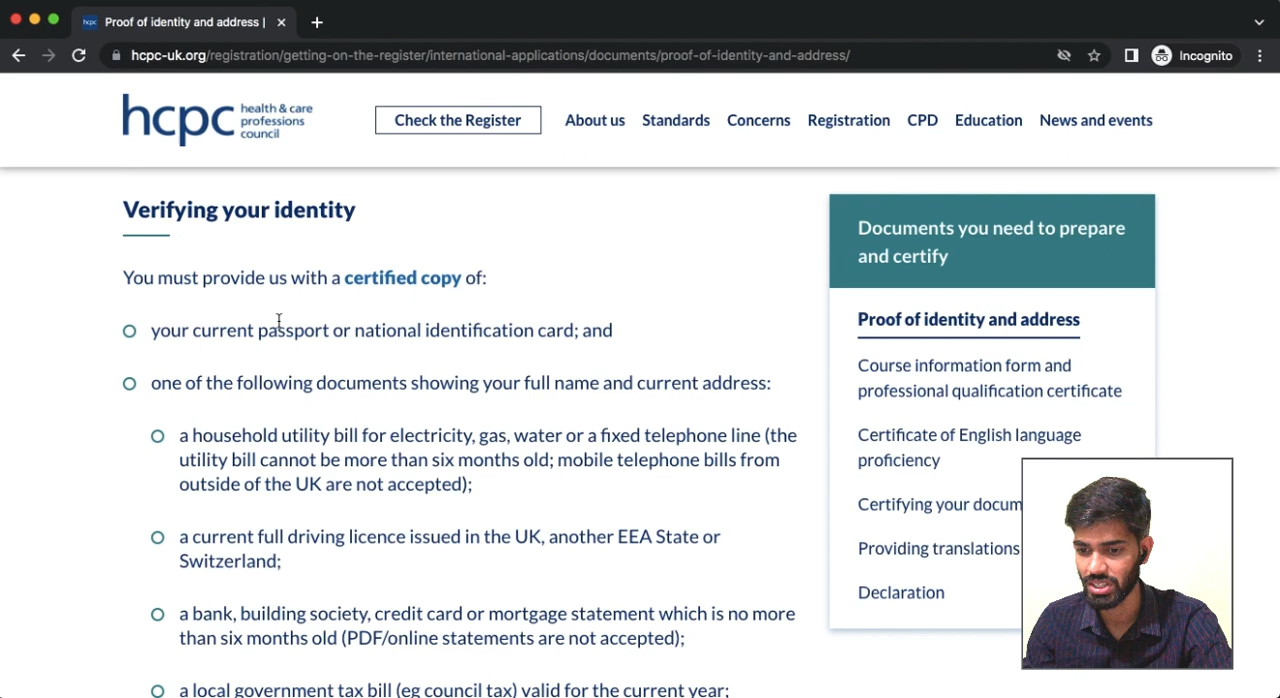 Proof of identity and address |
hcpc-uk.org/registration/getting-on-the-register/international-applications/documents/proof-of-identity-and-address/
Incognito
hcpc health & care professions council
Check the Register
About us
Standards
Concerns
Registration
CPD
Education
News and events
Verifying your identity
You must provide us with a certified copy of:
your current passport or national identification card; and
one of the following documents showing your full name and current address:
a household utility bill for electricity, gas, water or a fixed telephone line (the
utility bill cannot be more than six months old; mobile telephone bills from
outside of the UK are not accepted);
a current full driving licence issued in the UK, another EEA State or
Switzerland;
a bank, building society, credit card or mortgage statement which is no more
than six months old (PDF/online statements are not accepted);
a local government tax bill (eg council tax) valid for the current year;
Documents you need to prepare
and certify
Proof of identity and address
Course information form and
professional qualification certificate
Certificate of English language
proficiency
Certifying your docum
Providing translations
Declaration